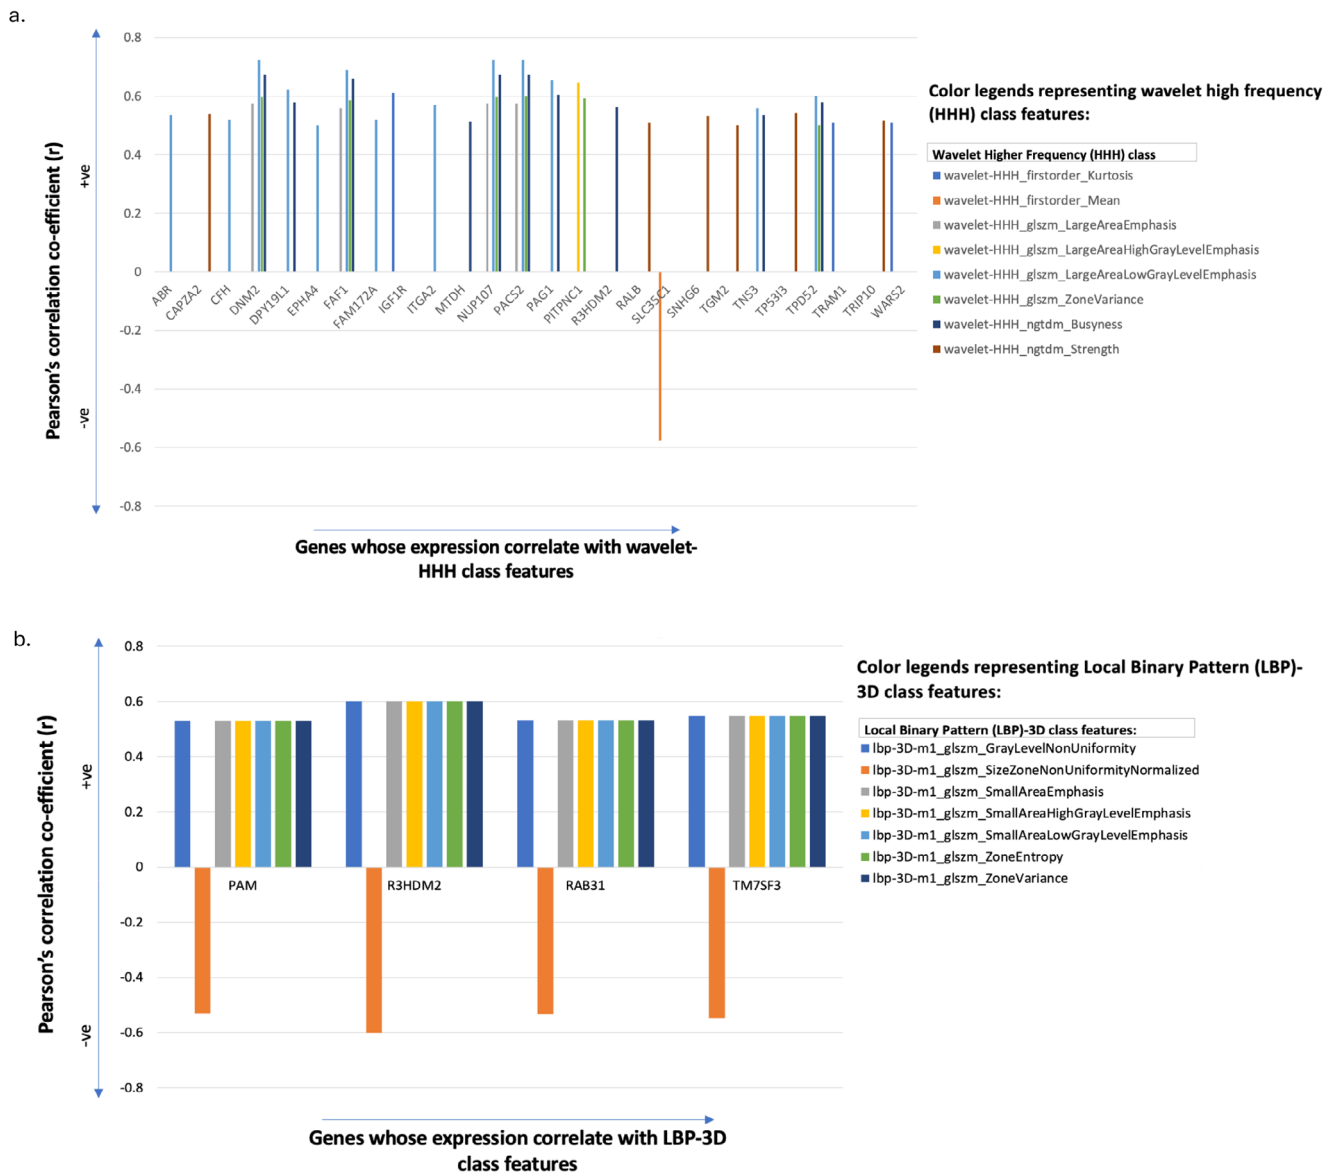 a.
0.8
0.6
0.4
0.2
0
-0.2
-0.4
-0.6
-0.8
+ve
-ve
Pearson's correlation co-efficient (r)
ABR
CAPZA2
CFH
DNM2
DPY19L1
EPHA4
FAF1
FAM172A
IGF1R
ITGA2
MTDH
NUP107
PACS2
PAG1
PITPNC1
R3HDM2
RALB
SLC35C1
SNHG6
TGM2
TNS3
TP53I3
TPD52
TRAM1
TRIP10
WARS2
Genes whose expression correlate with wavelet-
HHH class features
Color legends representing wavelet high frequency
(HHH) class features:
Wavelet Higher Frequency (HHH) class
wavelet-HHH_firstorder_Kurtosis
wavelet-HHH_firstorder_Mean
wavelet-HHH_glszm_LargeAreaEmphasis
wavelet-HHH_glszm_LargeAreaHighGrayLevelEmphasis
wavelet-HHH_glszm_LargeAreaLowGrayLevelEmphasis
wavelet-HHH_glszm_ZoneVariance
wavelet-HHH_ngtdm_Busyness
wavelet-HHH_ngtdm_Strength
b.
0.8
0.6
0.4
0.2
0
-0.2
-0.4
-0.6
-0.8
+ve
-ve
Pearson's correlation co-efficient (r)
PAM
R3HDM2
RAB31
TM7SF3
Genes whose expression correlate with LBP-3D
class features
Color legends representing Local Binary Pattern (LBP)-
3D class features:
Local Binary Pattern (LBP)-3D class features:
lbp-3D-m1_glszm_GrayLevelNonUniformity
lbp-3D-m1_glszm_SizeZoneNonUniformityNormalized
lbp-3D-m1_glszm_SmallAreaEmphasis
lbp-3D-m1_glszm_SmallAreaHighGrayLevelEmphasis
lbp-3D-m1_glszm_SmallAreaLowGrayLevelEmphasis
lbp-3D-m1_glszm_ZoneEntropy
lbp-3D-m1_glszm_ZoneVariance